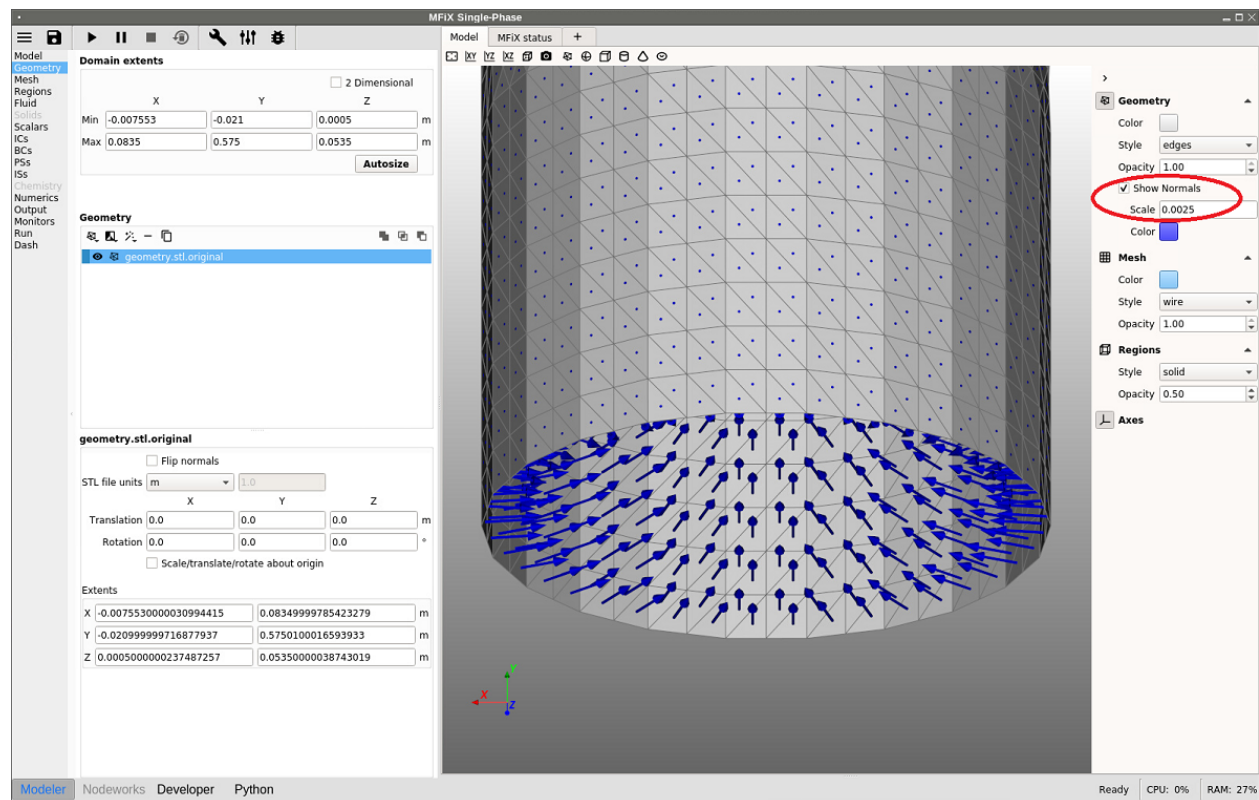 MFiX Single-Phase
Model
Geometry
Mesh
Regions
Fluid
Solids
Scalars
ICs
BCs
PSs
ISs
Chemistry
Numerics
Output
Monitors
Run
Dash
Domain extents
2 Dimensional
X Y Z
Min -0.007553 -0.021 0.0005 m
Max 0.0835 0.575 0.0535 m
Autosize
Geometry
geometry.stl.original
geometry.stl.original
Flip normals
STL file units m 1.0
X Y Z
Translation 0.0 0.0 0.0 m
Rotation 0.0 0.0 0.0 °
Scale/translate/rotate about origin
Extents
X -0.0075530000030994415 0.08349999785423279 m
Y -0.020999999716877937 0.5750100016593933 m
Z 0.0005000000237487257 0.05350000038743019 m
Model MFiX status +
XY YZ XZ
Y
X
Z
Geometry
Color
Style edges
Opacity 1.00
Show Normals
Scale 0.0025
Color
Mesh
Color
Style wire
Opacity 1.00
Regions
Style solid
Opacity 0.50
Axes
Modeler Nodeworks Developer Python
Ready CPU: 0% RAM: 27%